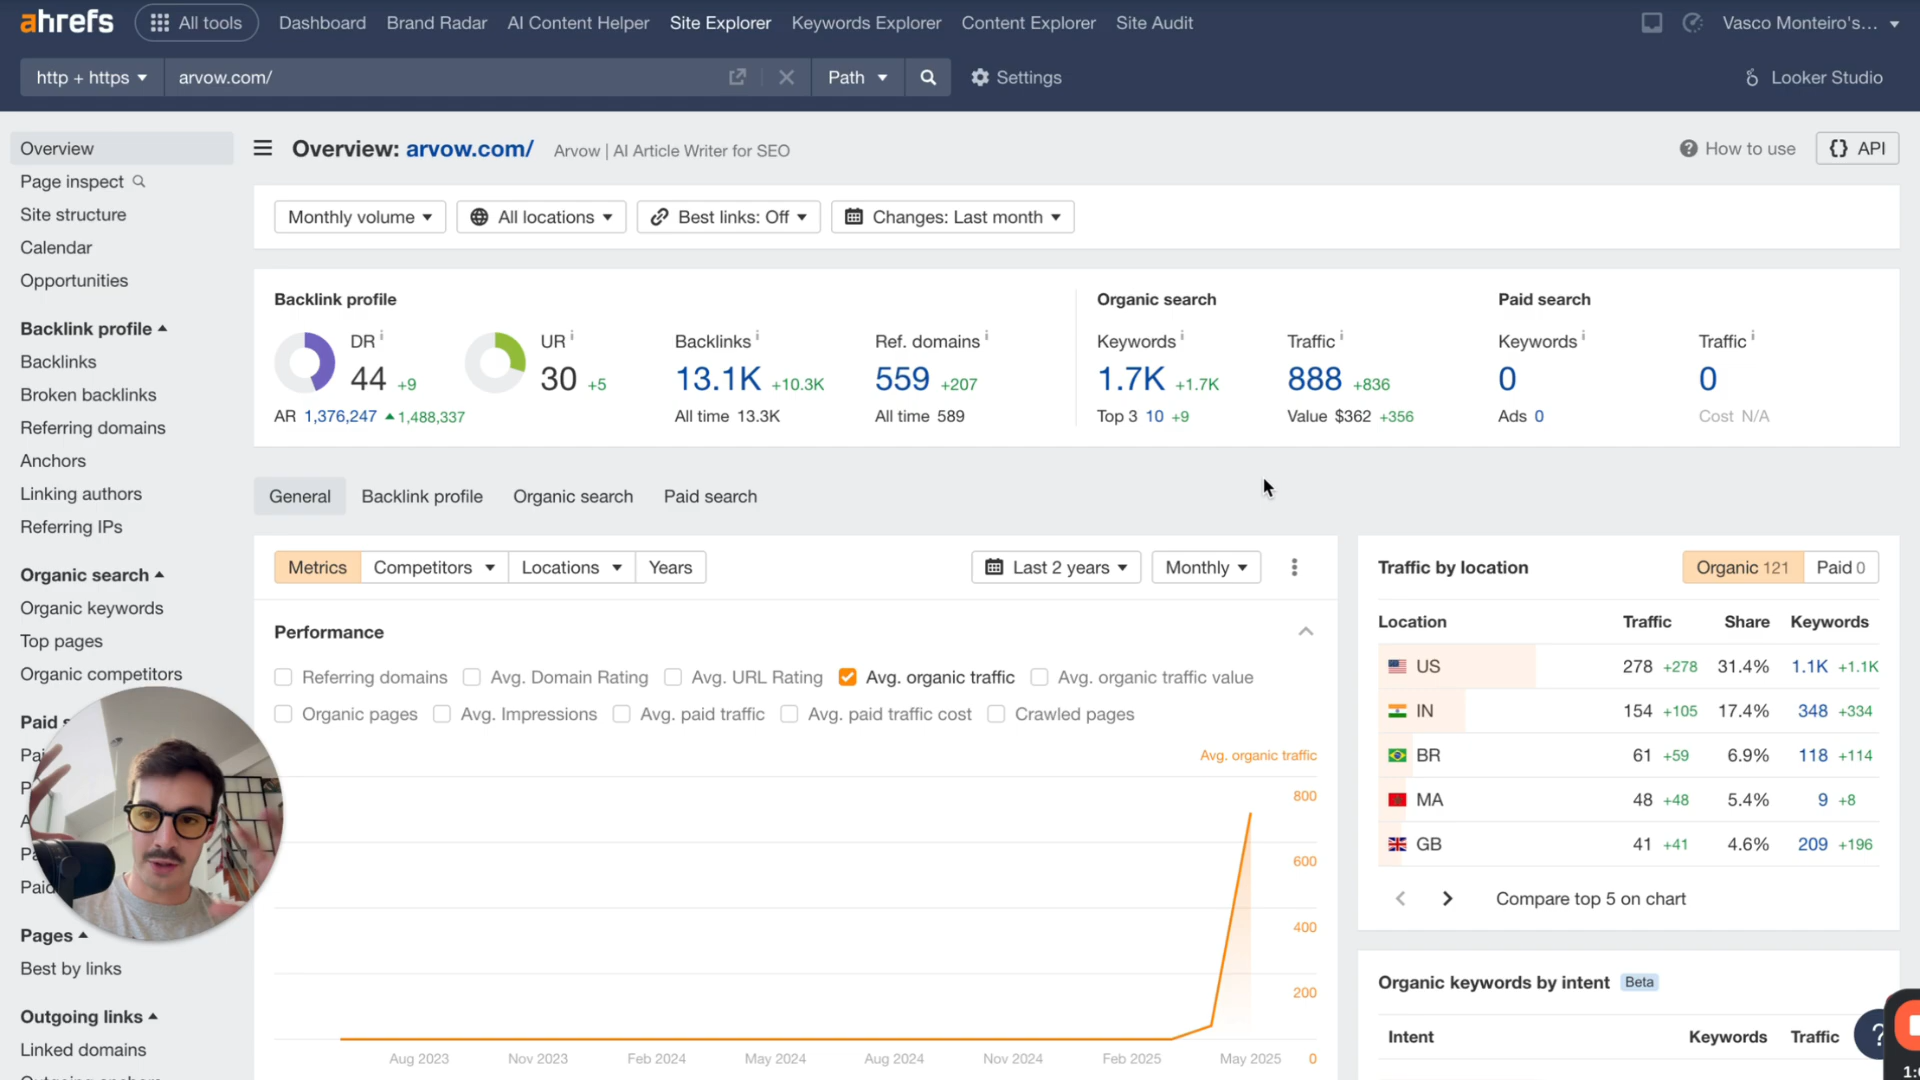 ahrefs All tools Dashboard Brand Radar AI Content Helper Site Explorer Keywords Explorer Content Explorer Site Audit Vasco Monteiro's...
http + https arvow.com/ Path Settings Looker Studio
Overview
Page inspect
Site structure
Calendar
Opportunities
Backlink profile
Backlinks
Broken backlinks
Referring domains
Anchors
Linking authors
Referring IPs
Organic search
Organic keywords
Top pages
Organic competitors
Paid s
Pai
P
A
Pa
Paid
Pages
Best by links
Outgoing links
Linked domains
Overview: arvow.com/ Arvow | AI Article Writer for SEO How to use {} API
Monthly volume All locations Best links: Off Changes: Last month
Backlink profile
DR i
44 +9
AR 1,376,247 1,488,337
UR i
30 +5
Backlinks i
13.1K +10.3K
All time 13.3K
Ref. domains i
559 +207
All time 589
Organic search
Keywords i
1.7K +1.7K
Top 3 10 +9
Traffic i
888 +836
Value $362 +356
Paid search
Keywords i
0
Ads 0
Traffic i
0
Cost N/A
General Backlink profile Organic search Paid search
Metrics Competitors Locations Years Last 2 years Monthly
Performance
Referring domains Avg. Domain Rating Avg. URL Rating Avg. organic traffic Avg. organic traffic value
Organic pages Avg. Impressions Avg. paid traffic Avg. paid traffic cost Crawled pages
Avg. organic traffic
800
600
400
200
0
Aug 2023 Nov 2023 Feb 2024 May 2024 Aug 2024 Nov 2024 Feb 2025 May 2025
Traffic by location Organic 121 Paid 0
Location Traffic Share Keywords
US 278 +278 31.4% 1.1K +1.1K
IN 154 +105 17.4% 348 +334
BR 61 +59 6.9% 118 +114
MA 48 +48 5.4% 9 +8
GB 41 +41 4.6% 209 +196
Compare top 5 on chart
Organic keywords by intent Beta
Intent Keywords Traffic
?